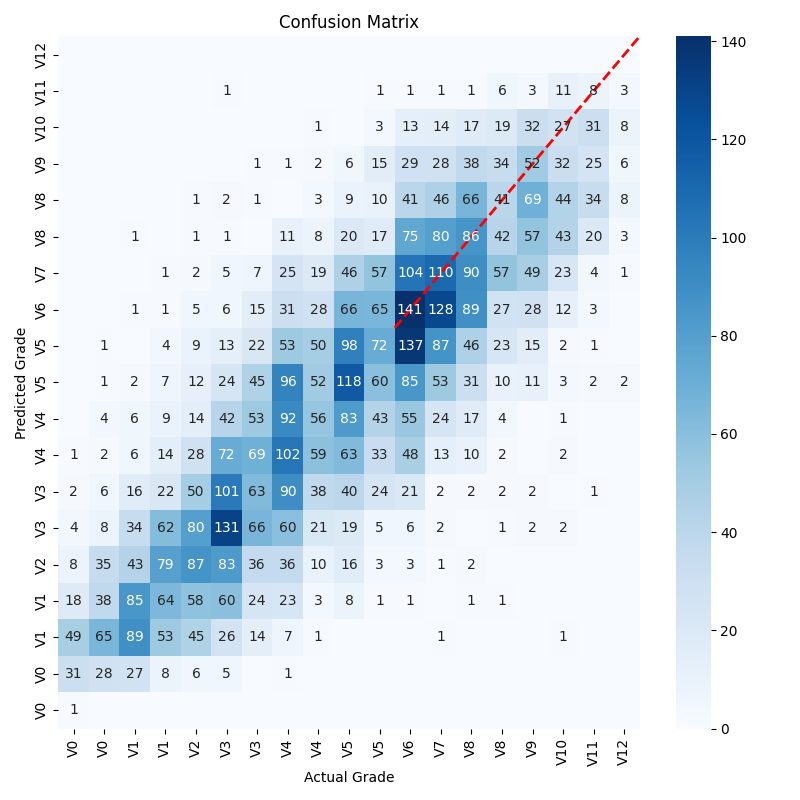 Confusion Matrix
V12
V11 1 1 1 1 1 6 3 11 8 3
V10 1 3 13 14 17 19 32 27 31 8
V9 1 1 2 6 15 29 28 38 34 52 32 25 6
V8 1 2 1 3 9 10 41 46 66 41 69 44 34 8
V8 1 1 1 11 8 20 17 75 80 86 42 57 43 20 3
V7 1 2 5 7 25 19 46 57 104 110 90 57 49 23 4 1
V6 1 1 5 6 15 31 28 66 65 141 128 89 27 28 12 3
V5 1 4 9 13 22 53 50 98 72 137 87 46 23 15 2 1
V5 1 2 7 12 24 45 96 52 118 60 85 53 31 10 11 3 2 2
V4 4 6 9 14 42 53 92 56 83 43 55 24 17 4 1
V4 1 2 6 14 28 72 69 102 59 63 33 48 13 10 2 2
V3 2 6 16 22 50 101 63 90 38 40 24 21 2 2 2 2 1
V3 4 8 34 62 80 131 66 60 21 19 5 6 2 1 2 2
V2 8 35 43 79 87 83 36 36 10 16 3 3 1 2
V1 18 38 85 64 58 60 24 23 3 8 1 1 1 1
V1 49 65 89 53 45 26 14 7 1 1 1
V0 31 28 27 8 6 5 1
V0 1
V0 V0 V1 V1 V2 V3 V3 V4 V4 V5 V5 V6 V7 V8 V8 V9 V10 V11 V12
Actual Grade
Predicted Grade
140
120
100
80
60
40
20
0